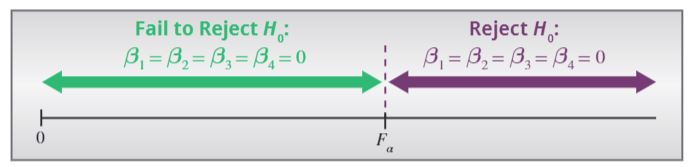 Fail to Reject H₀:
β₁ = β₂ = β₃ = β₄ = 0
Reject H₀:
β₁ = β₂ = β₃ = β₄ = 0
0
Fα